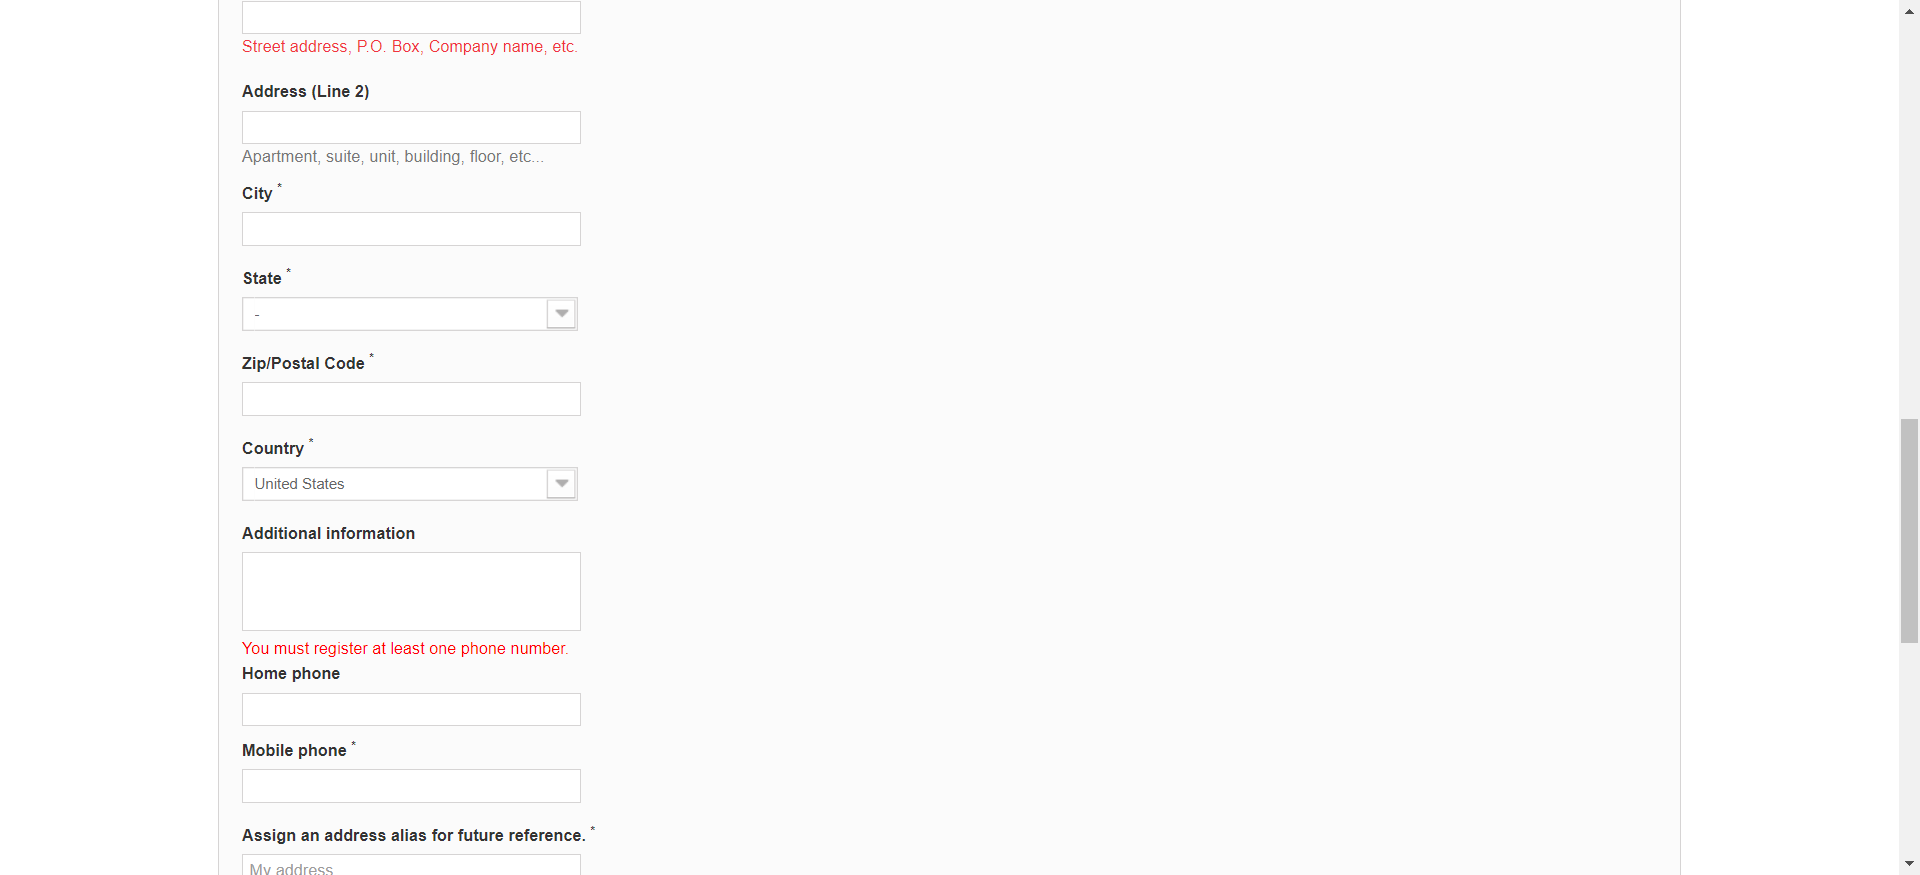 Street address, P.O. Box, Company name, etc.
Address (Line 2)
Apartment, suite, unit, building, floor, etc...
City *
State *
-
Zip/Postal Code *
Country *
United States
Additional information
You must register at least one phone number.
Home phone
Mobile phone *
Assign an address alias for future reference. *
My address